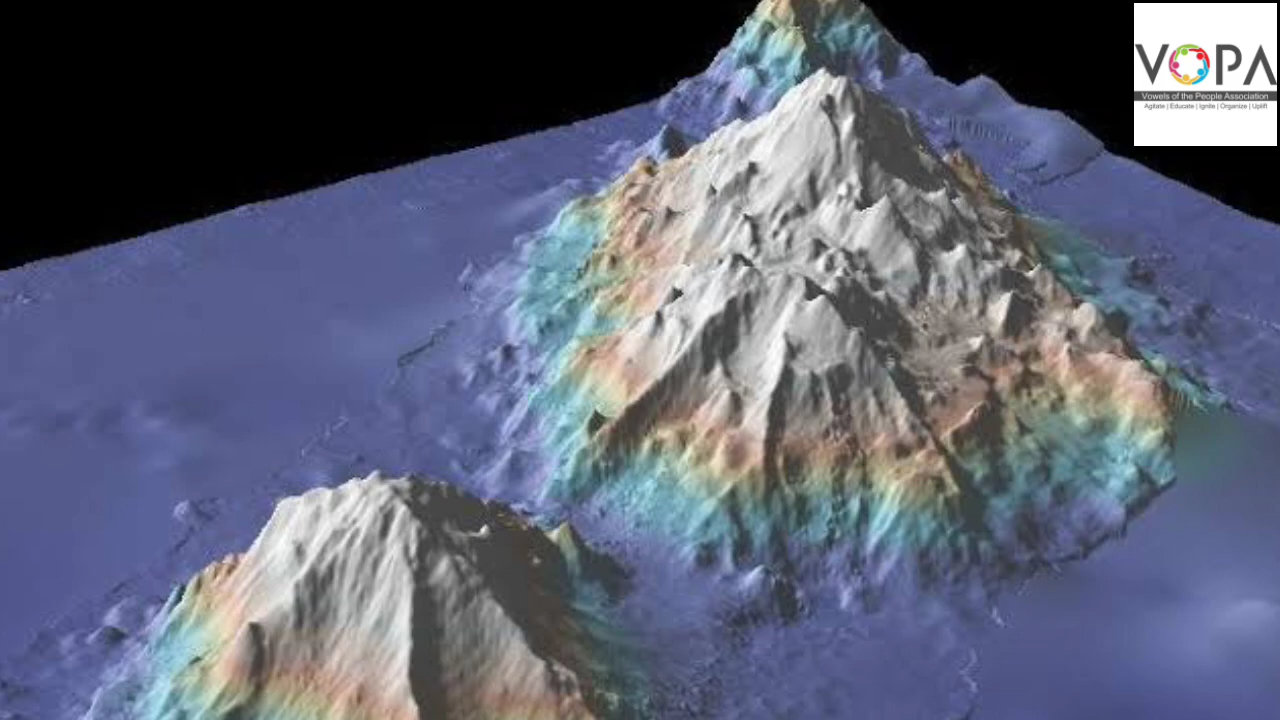 VOPA
Vowels of the People Association
Agitate | Educate | Ignite | Organize | Uplift